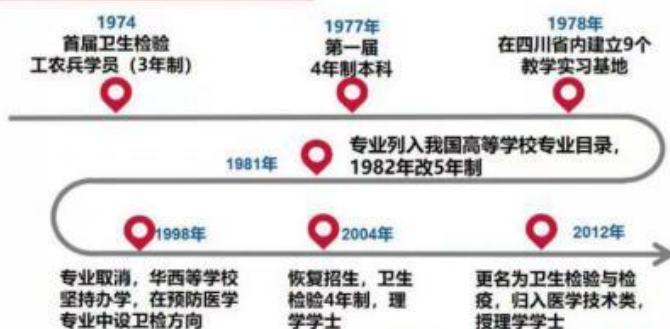 1974
首届卫生检验
工农兵学员（3年制）
1977年
第一届
4年制本科
1978年
在四川省内建立9个
教学实习基地
1981年
专业列入我国高等学校专业目录，
1982年改5年制
1998年
专业取消，华西等学校
坚持办学，在预防医学
专业中设卫检方向
2004年
恢复招生，卫生
检验4年制，理
学学士
2012年
更名为卫生检验与检
疫，归入医学技术类，
授理学学士